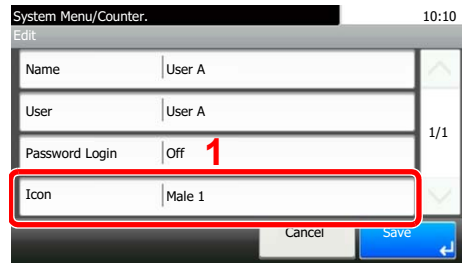 System Menu/Counter. 10:10
Edit
Name User A
User User A
1/1
Password Login Off 1
Icon Male 1
Cancel Save